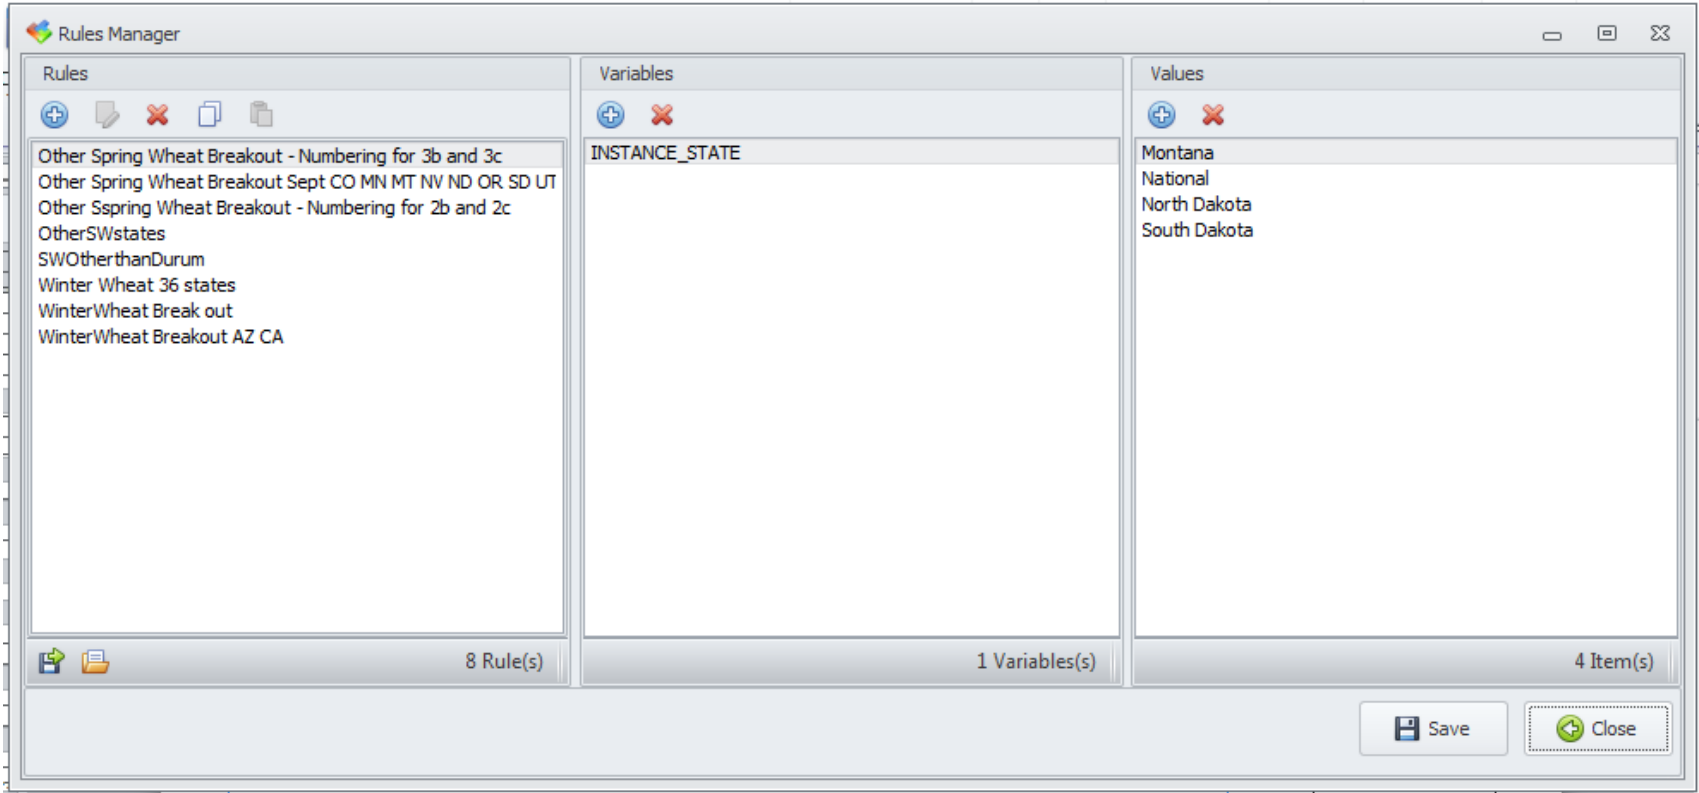 Rules Manager
Rules
Variables
Values
Other Spring Wheat Breakout - Numbering for 3b and 3c
Other Spring Wheat Breakout Sept CO MN MT NV ND OR SD UT
Other Sspring Wheat Breakout - Numbering for 2b and 2c
OtherSWstates
SWOtherthanDurum
Winter Wheat 36 states
WinterWheat Break out
WinterWheat Breakout AZ CA
INSTANCE_STATE
Montana
National
North Dakota
South Dakota
8 Rule(s)
1 Variables(s)
4 Item(s)
Save
Close